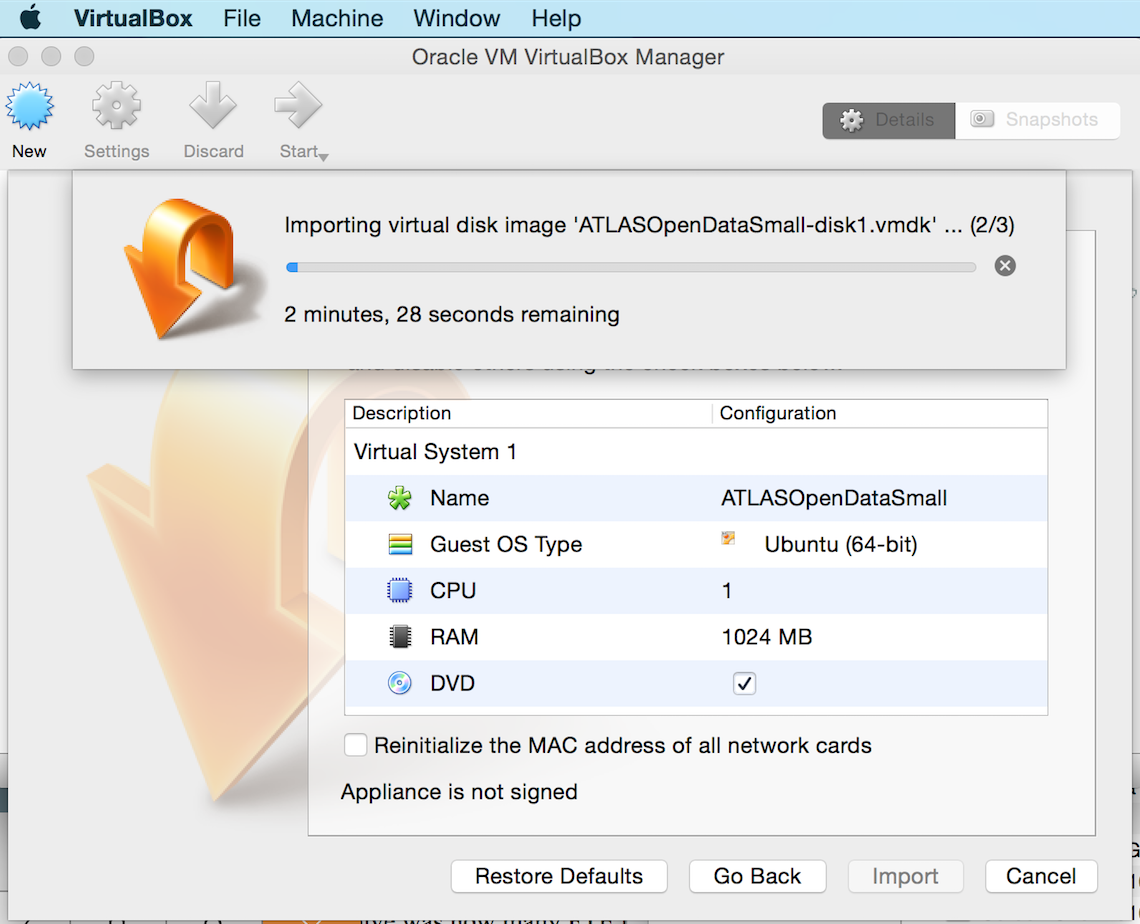 VirtualBox File Machine Window Help
Oracle VM VirtualBox Manager
New Settings Discard Start Details Snapshots
Importing virtual disk image 'ATLASOpenDataSmall-disk1.vmdk' ... (2/3)
2 minutes, 28 seconds remaining
Description Configuration
Virtual System 1
Name ATLASOpenDataSmall
Guest OS Type Ubuntu (64-bit)
CPU 1
RAM 1024 MB
DVD
Reinitialize the MAC address of all network cards
Appliance is not signed
Restore Defaults Go Back Import Cancel